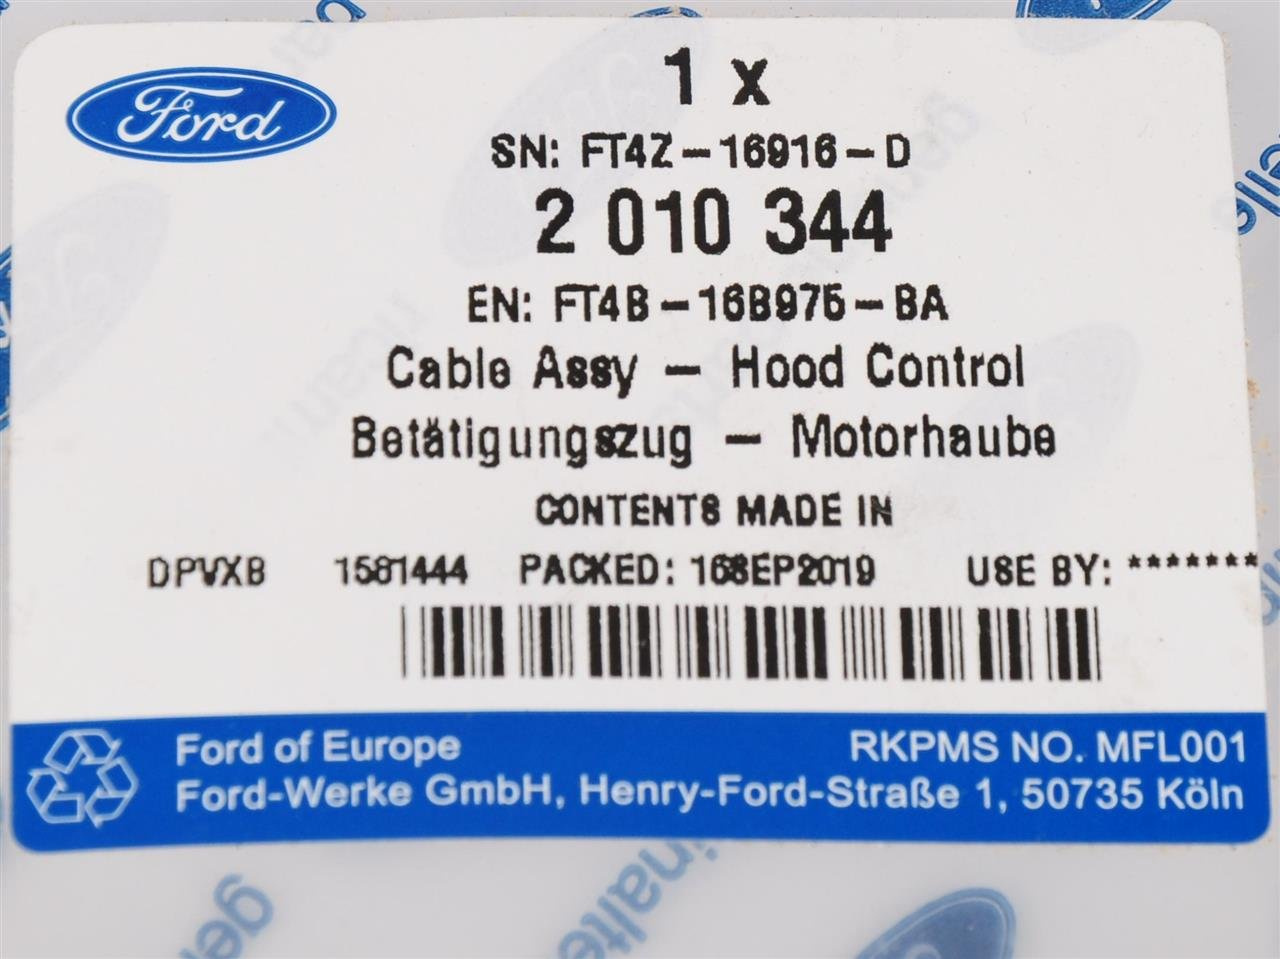 Ford
1 x
SN: FT4Z-16916-D
2 010 344
EN: FT4B-16B975-BA
Cable Assy - Hood Control
Betätigungszug - Motorhaube
CONTENTS MADE IN
DPVXB 1581444 PACKED: 16SEP2019 USE BY: *******
Ford of Europe RKPMS NO. MFL001
Ford-Werke GmbH, Henry-Ford-Straße 1, 50735 Köln